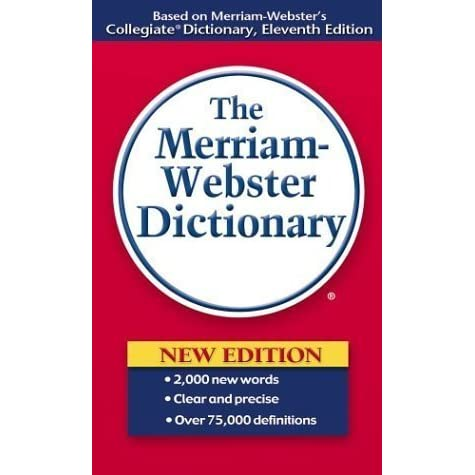 Based on Merriam-Webster's
Collegiate® Dictionary, Eleventh Edition
The
Merriam-
Webster
Dictionary
®
NEW EDITION
• 2,000 new words
• Clear and precise
• Over 75,000 definitions